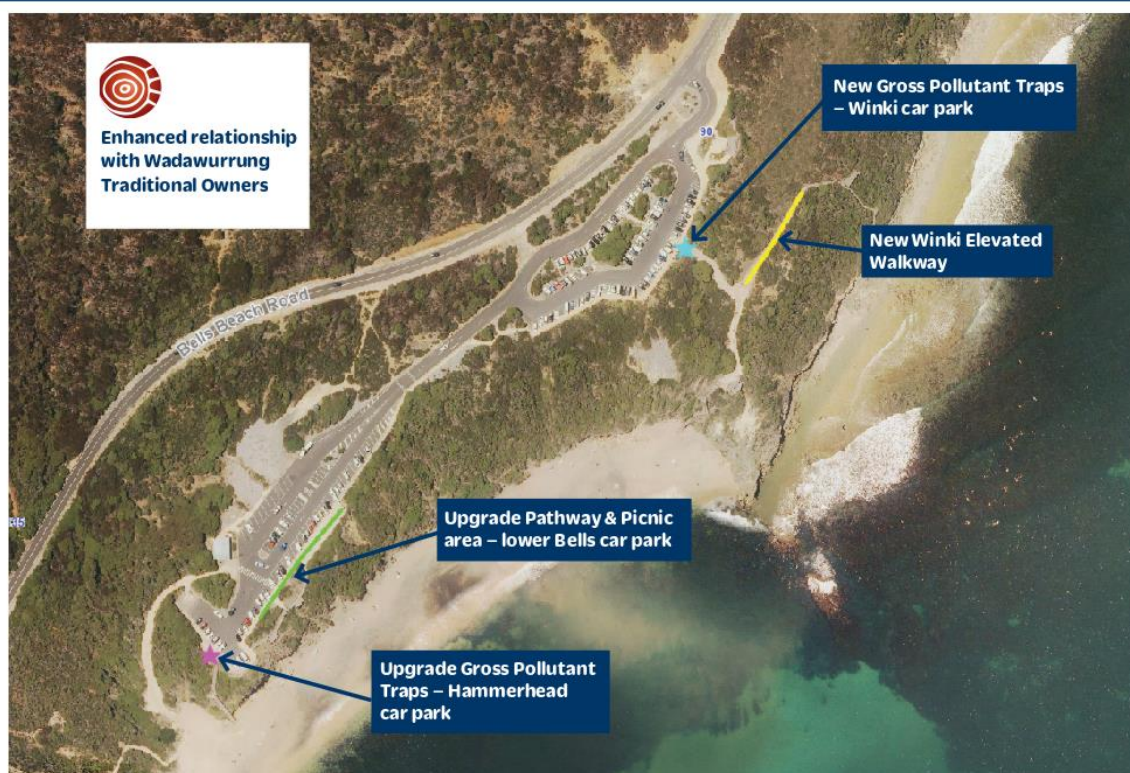 Enhanced relationship
with Wadawurrung
Traditional Owners
New Gross Pollutant Traps
– Winki car park
90
New Winki Elevated
Walkway
Bells Beach Road
Upgrade Pathway & Picnic
area – lower Bells car park
Upgrade Gross Pollutant
Traps – Hammerhead
car park